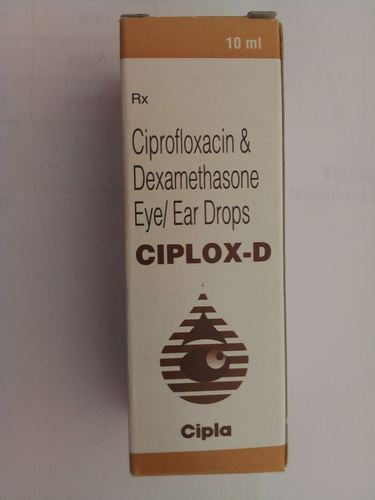 10 ml
Rx
Ciprofloxacin &
Dexamethasone
Eye/ Ear Drops
CIPLOX-D
Cipla